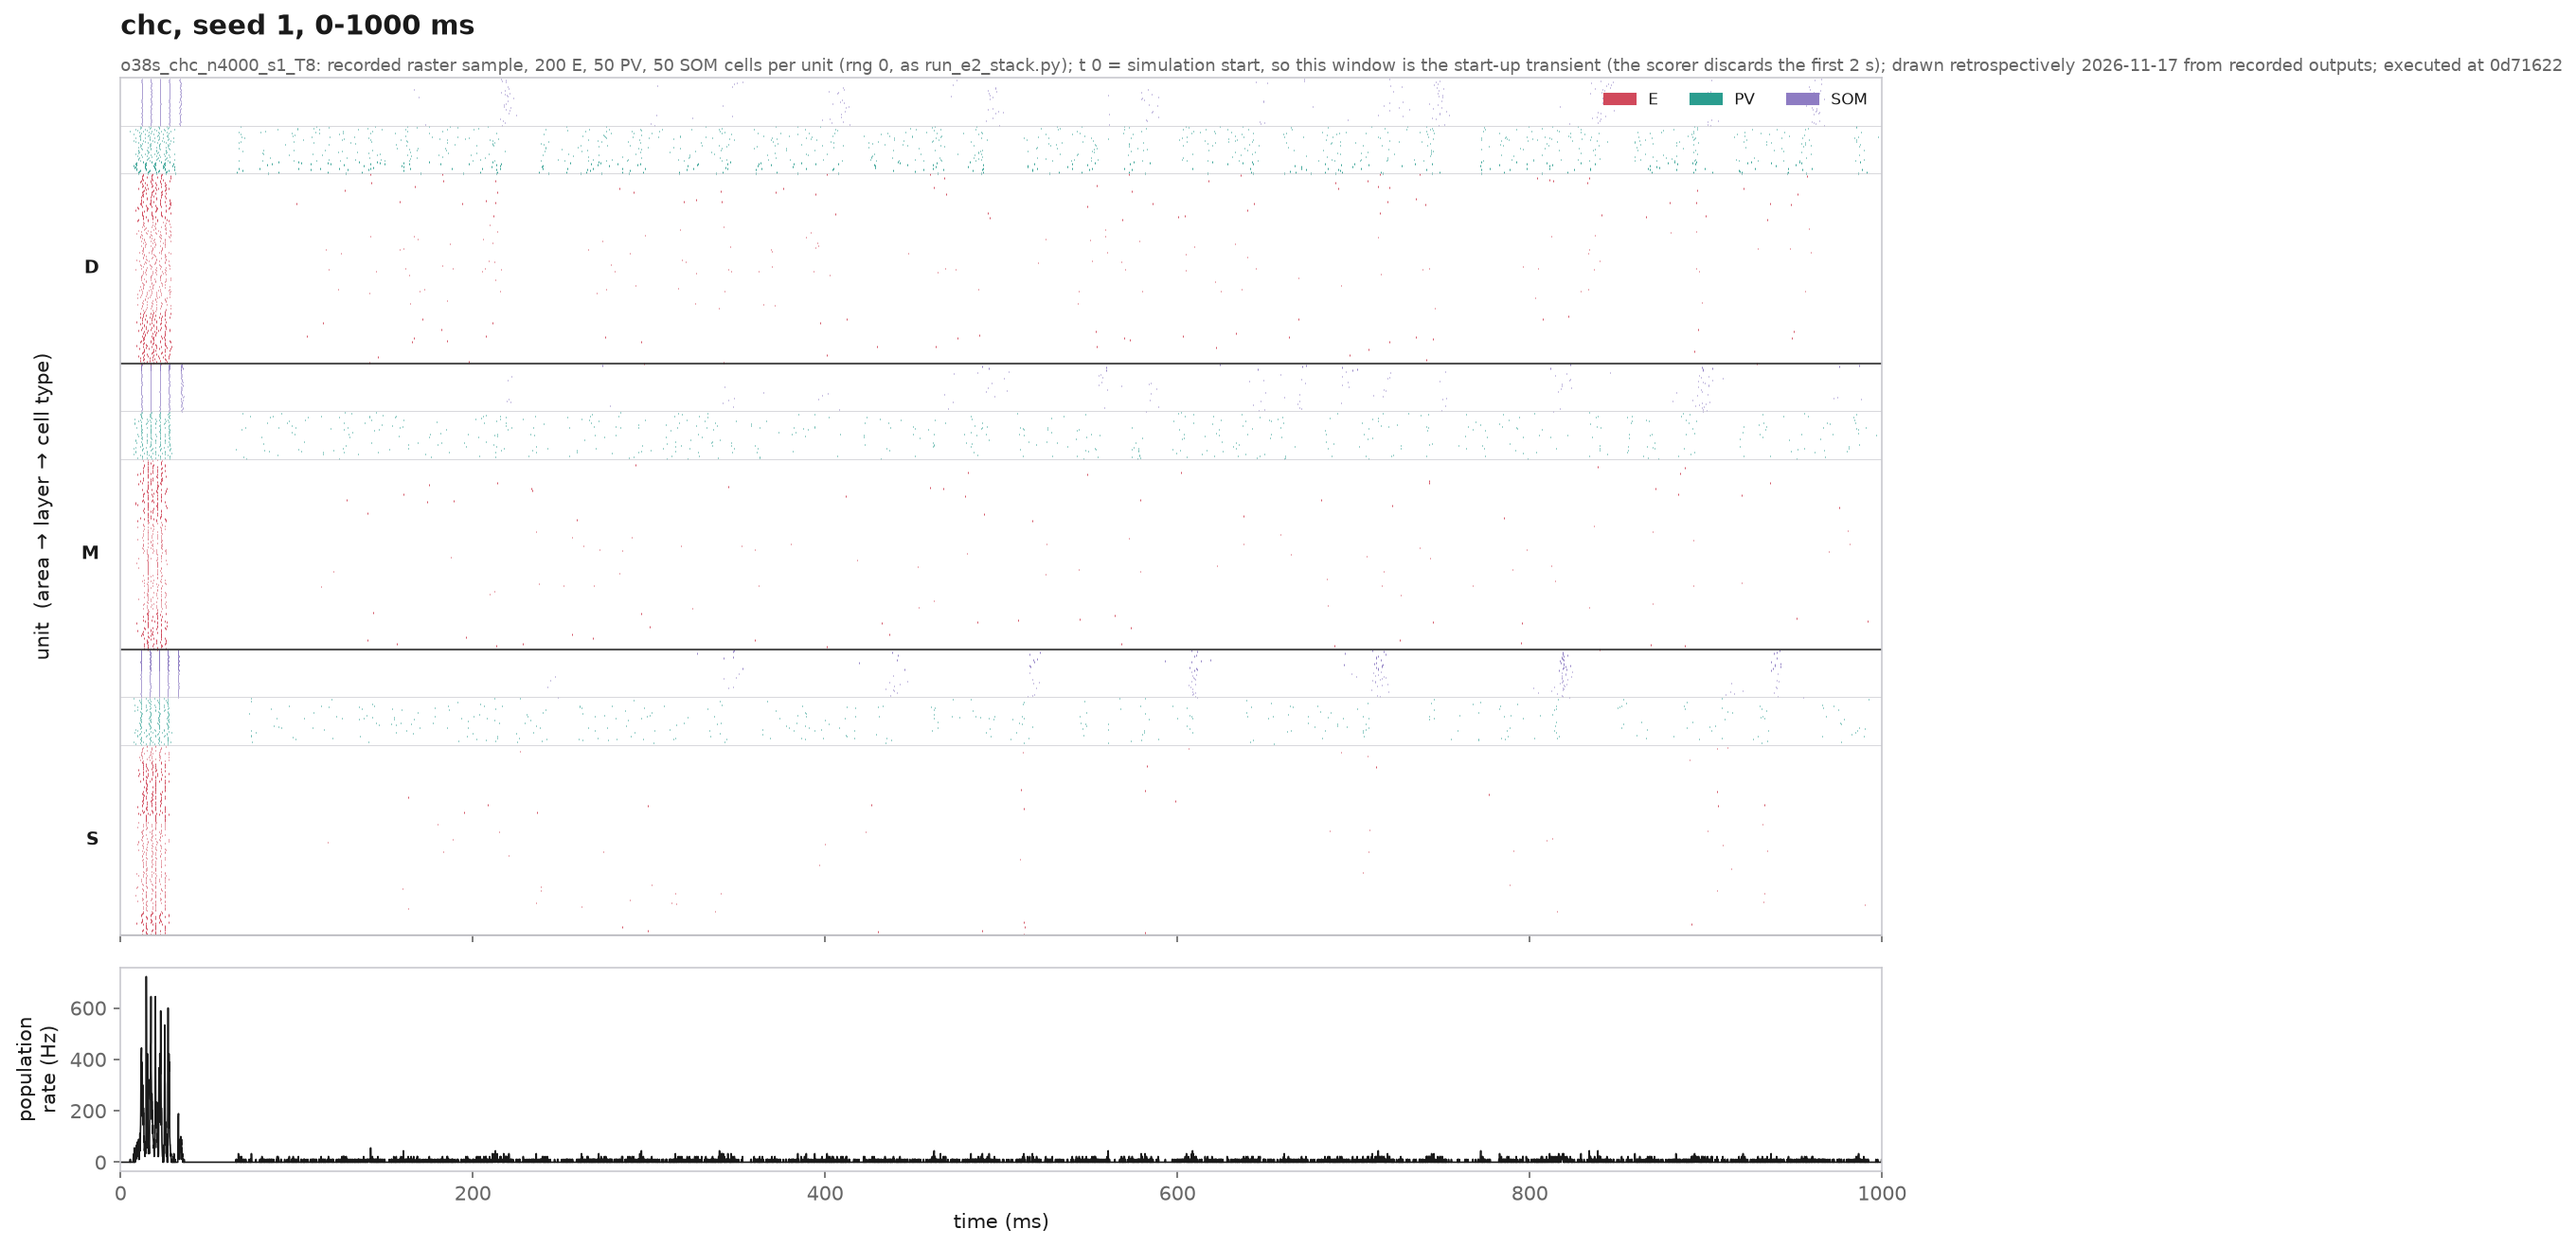 chc, seed 1, 0-1000 ms
o38s_chc_n4000_s1_T8: recorded raster sample, 200 E, 50 PV, 50 SOM cells per unit (rng 0, as run_e2_stack.py); t 0 = simulation start, so this window is the start-up transient (the scorer discards the first 2 s); drawn retrospectively 2026-11-17 from recorded outputs; executed at 0d71622
E PV SOM
D
M
S
unit (area → layer → cell type)
600
400
200
0
population
rate (Hz)
0 200 400 600 800 1000
time (ms)